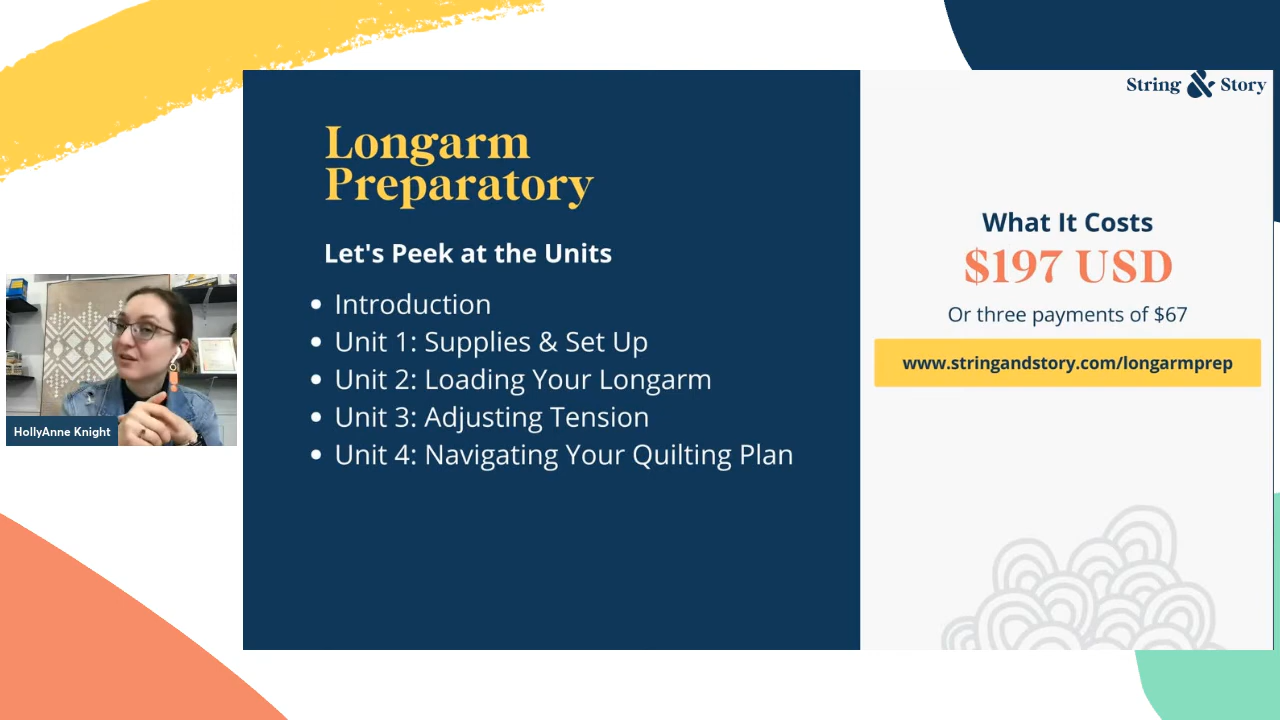 String & Story
Longarm
Preparatory
Let's Peek at the Units
• Introduction
• Unit 1: Supplies & Set Up
• Unit 2: Loading Your Longarm
• Unit 3: Adjusting Tension
• Unit 4: Navigating Your Quilting Plan
What It Costs
$197 USD
Or three payments of $67
www.stringandstory.com/longarmprep
HollyAnne Knight